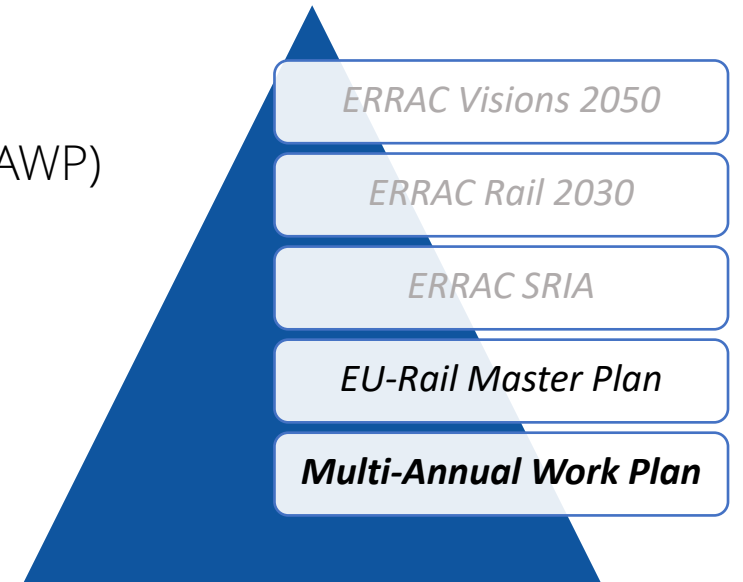 ERRAC Visions 2050
AWP)
ERRAC Rail 2030
ERRAC SRIA
EU-Rail Master Plan
Multi-Annual Work Plan